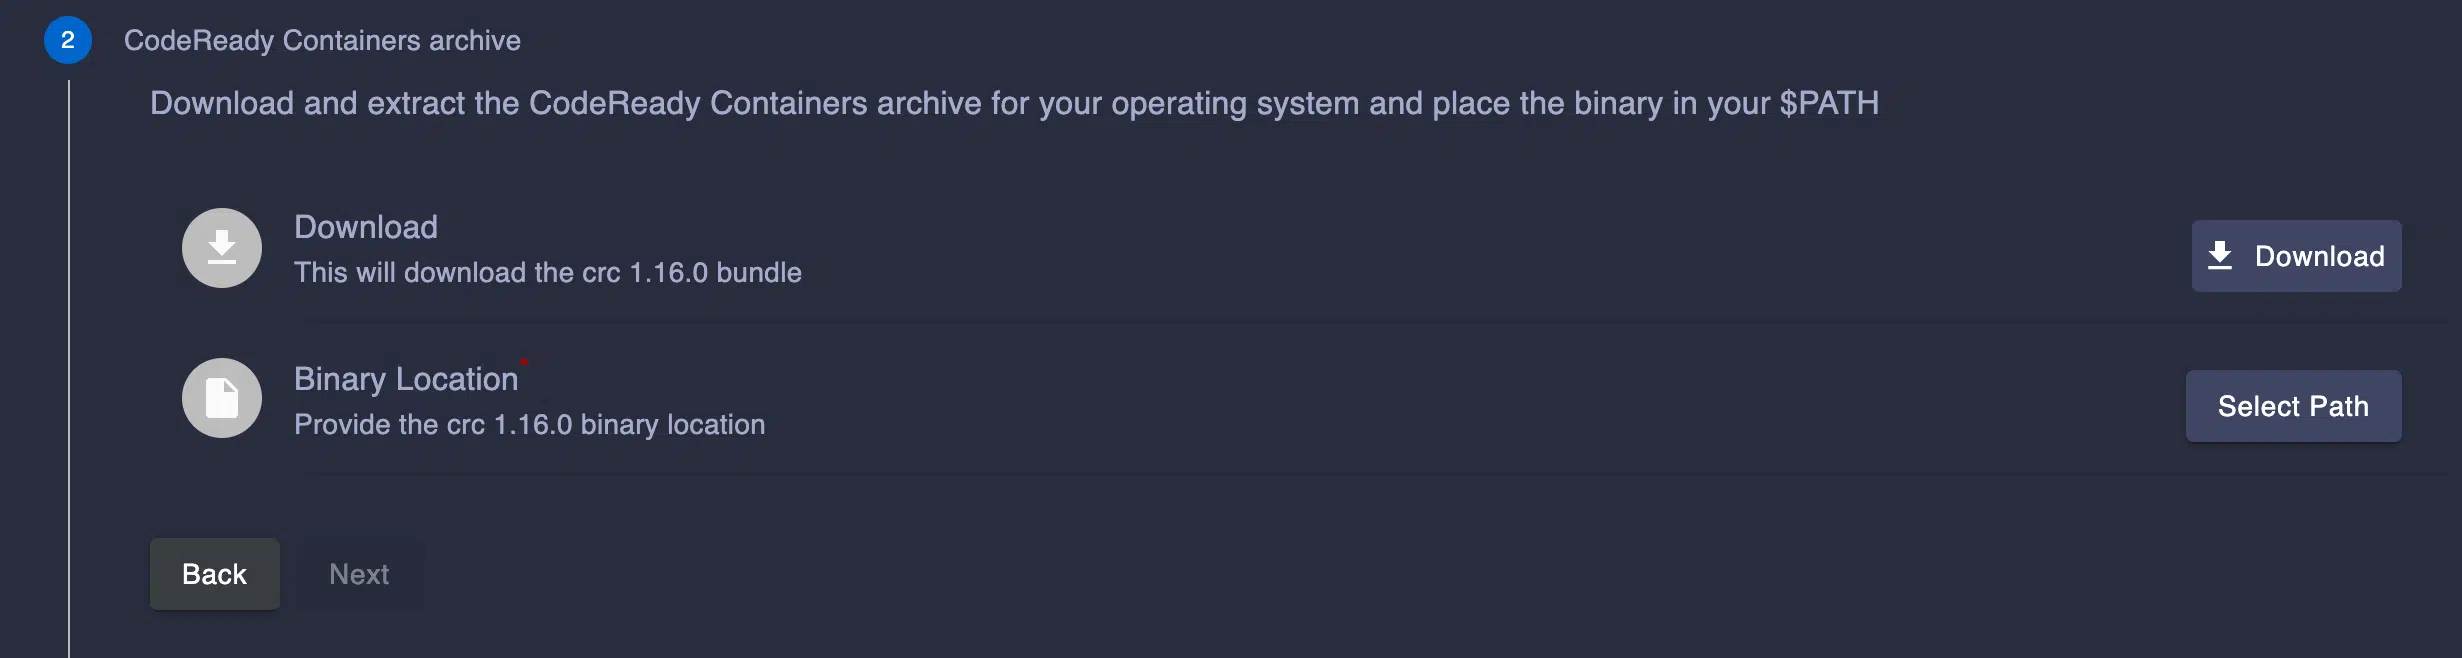 2
CodeReady Containers archive
Download and extract the CodeReady Containers archive for your operating system and place the binary in your $PATH
Download
This will download the crc 1.16.0 bundle
Download
Binary Location*
Provide the crc 1.16.0 binary location
Select Path
Back
Next